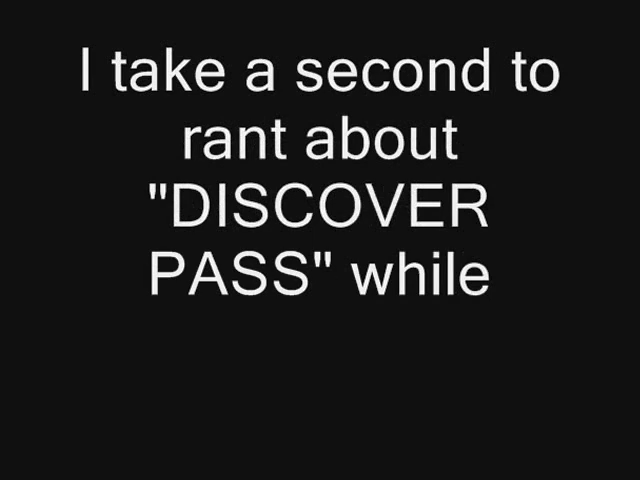 I take a second to
rant about
"DISCOVER
PASS" while